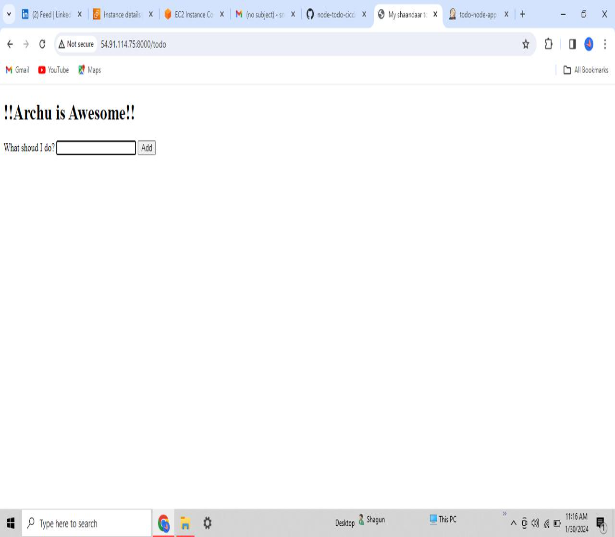 (2) Feed | Linked
Instance details
EC2 Instance Co
M (no subject) - s
node-todo-cicd
My shaandaar t
todo-node-app
Not secure 54.91.114.75:8000/todo
Gmail YouTube Maps All Bookmarks
!!Archu is Awesome!!
What shoud I do? Add
Type here to search
Desktop Shagun This PC
11:16 AM
1/30/2024